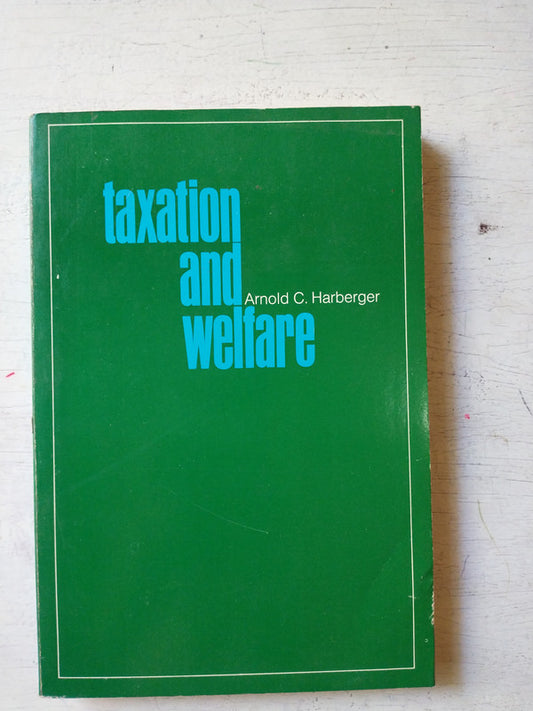 taxation
and
Arnold C. Harberger
welfare